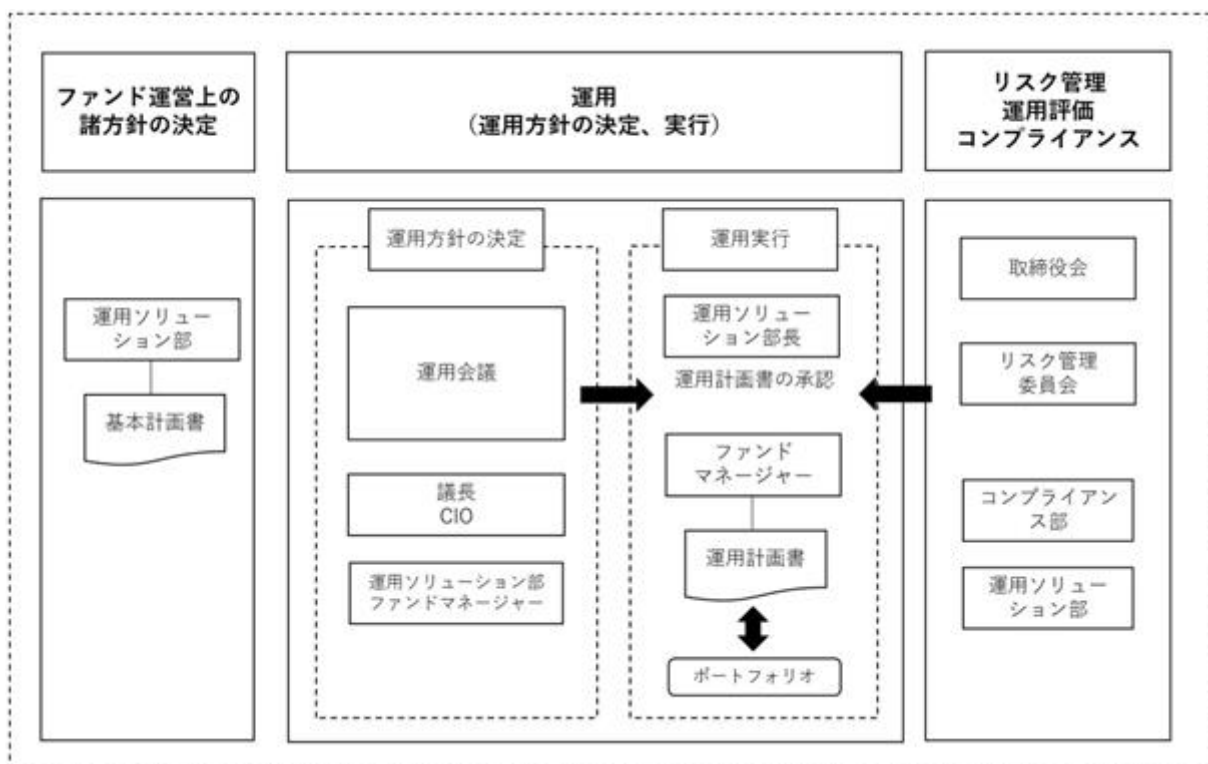 ファンド運営上の
諸方針の決定
運用
（運用方針の決定、実行）
リスク管理
運用評価
コンプライアンス
運用ソリュー
ション部
基本計画書
運用方針の決定
運用会議
議長
CIO
運用ソリューション部
ファンドマネージャー
運用実行
運用ソリュー
ション部長
運用計画書の承認
ファンド
マネージャー
運用計画書
ポートフォリオ
取締役会
リスク管理
委員会
コンプライアン
ス部
運用ソリュー
ション部